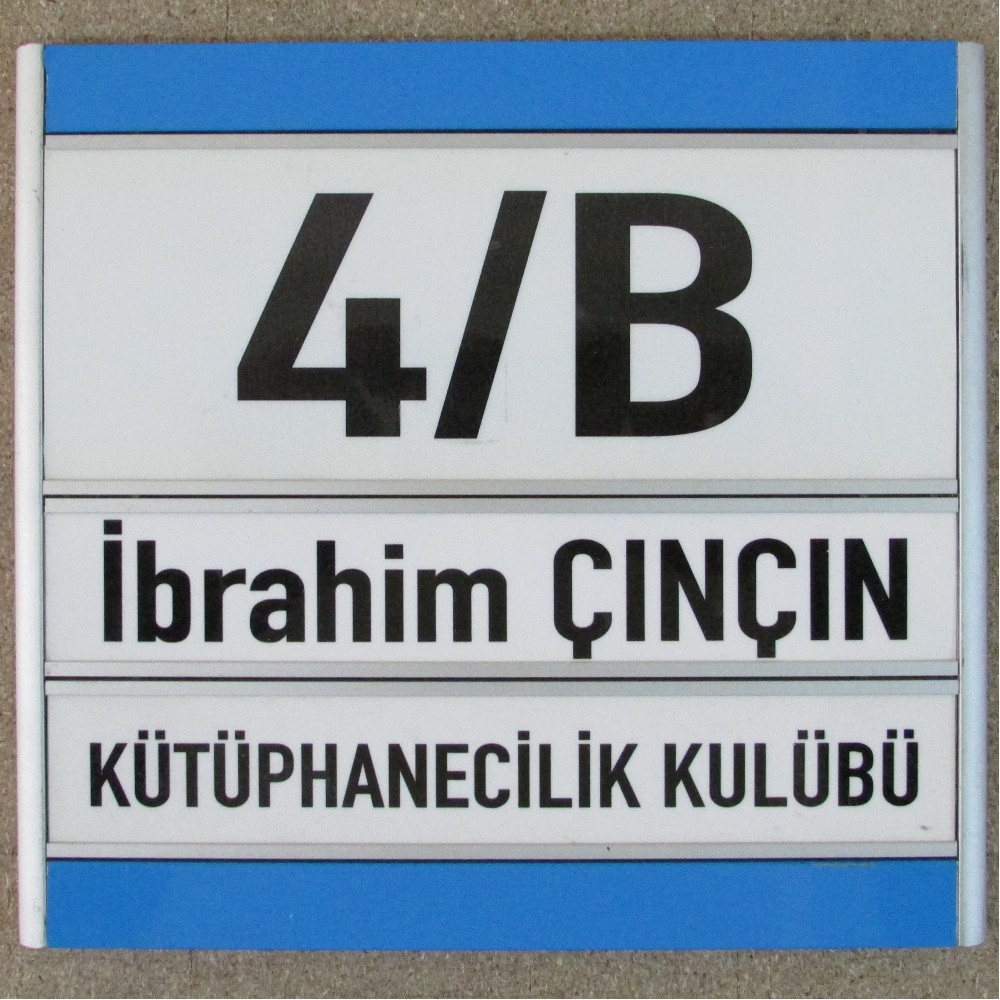 4/B
İbrahim ÇINÇIN
KÜTÜPHANECİLİK KULÜBÜ